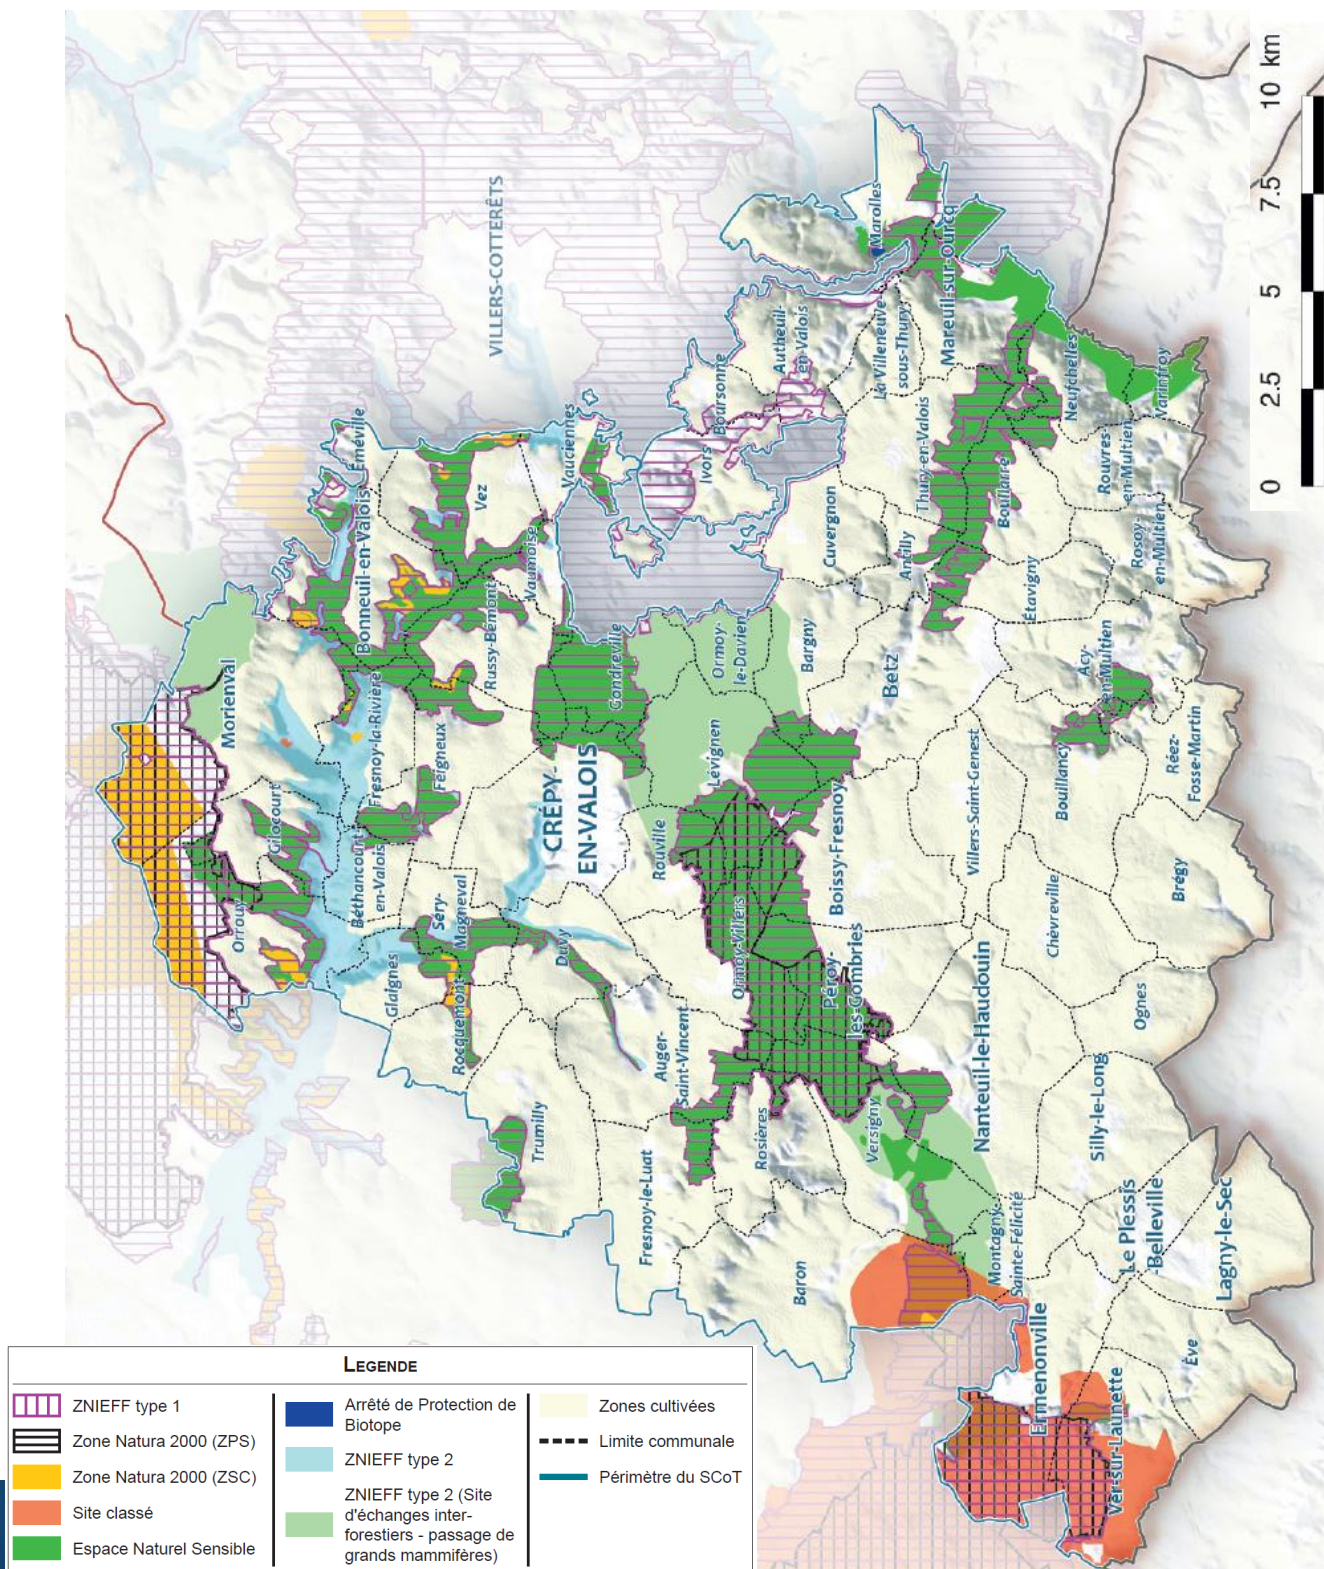 10 km
7.5
5
2.5
0
VILLERS-COTTERÊTS
Marolles
Mareuil-sur-Ourcq
La Villeneuve-
sous-Thury
Autheuil-
en-Valois
Boursonne
Ivors
Neufchelles
Varinfroy
Rouvres-
en-Multien
Thury-en-Valois
Boullarre
Rosoy-
en-Multien
Cuvergnon
Antilly
Étavigny
Émeville
Bonneuil-en-Valois
Vez
Vauciennes
Vaumoise
Russy-Bémont
Gondreville
Ormoy-
le-Davien
Bargny
Betz
Acy-
en-Multien
Réez-
Fosse-Martin
Bouillancy
Villers-Saint-Genest
Morienval
Fresnoy-la-Rivière
Feigneux
Lévignen
CRÉPY-
EN-VALOIS
Rouville
Boissy-Fresnoy
Gilocourt
Béthancourt-
en-Valois
Orrouy
Séry-
Magneval
Glaignes
Duvy
Rocquemont
Ormoy-Villers
Péroy-
les-Gombries
Chèvreville
Brégy
Ognes
Nanteuil-le-Haudouin
Silly-le-Long
Auger-
Saint-Vincent
Trumilly
Rosières
Versigny
Fresnoy-le-Luat
Baron
Montagny-
Sainte-Félicité
Le Plessis
-Belleville
Lagny-le-Sec
Ermenonville
Ver-sur-Launette
Ève
LEGENDE
ZNIEFF type 1
Zone Natura 2000 (ZPS)
Zone Natura 2000 (ZSC)
Site classé
Espace Naturel Sensible
Arrêté de Protection de
Biotope
ZNIEFF type 2
ZNIEFF type 2 (Site
d'échanges inter-
forestiers - passage de
grands mammifères)
Zones cultivées
Limite communale
Périmètre du SCoT